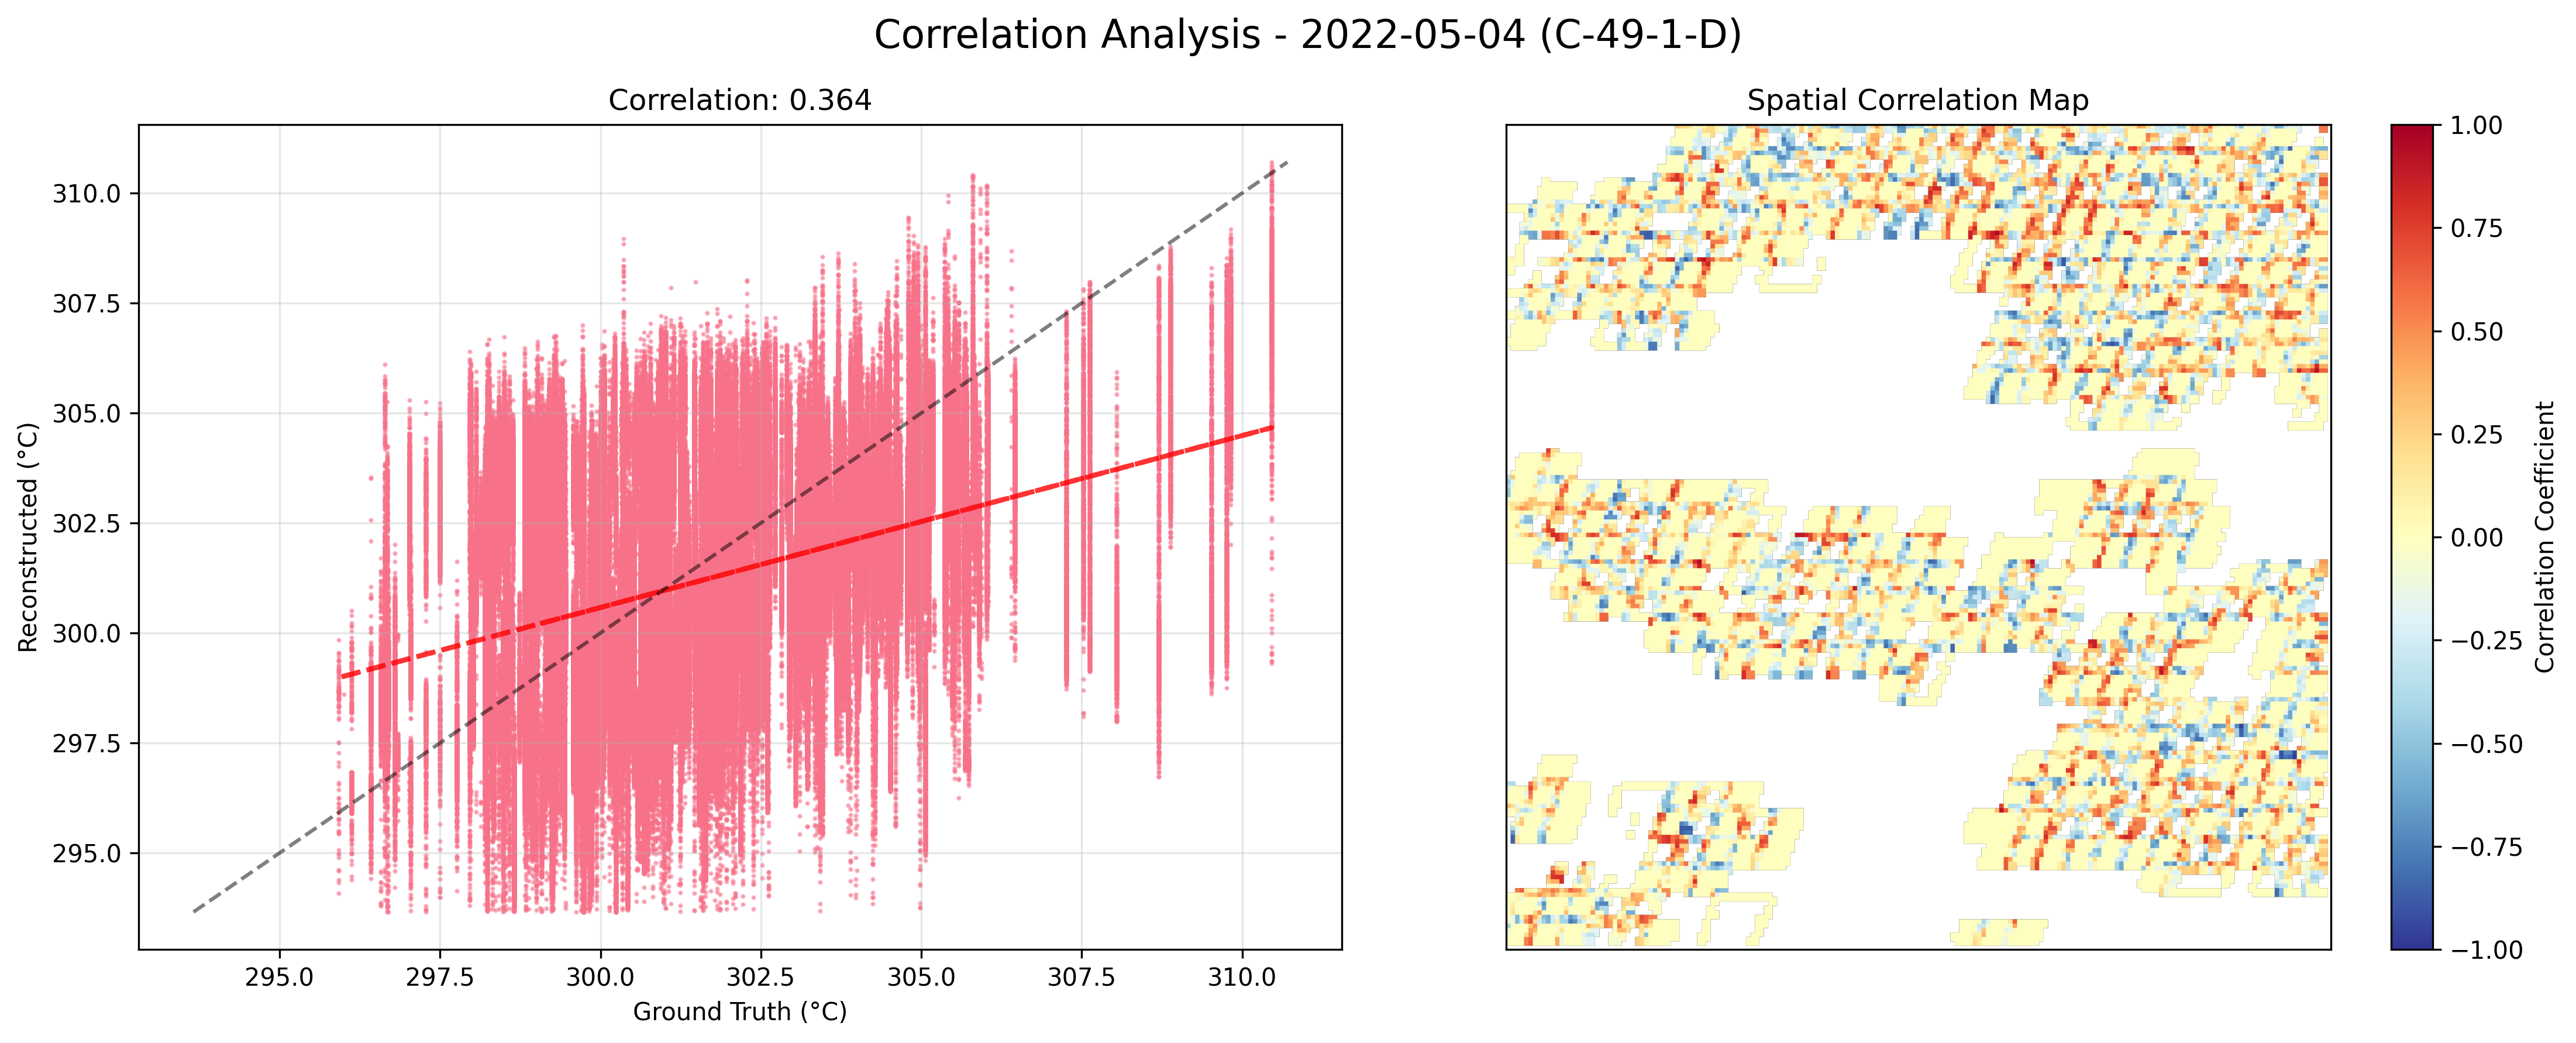 Correlation Analysis - 2022-05-04 (C-49-1-D)
Correlation: 0.364
310.0
307.5
305.0
302.5
300.0
297.5
295.0
Reconstructed (°C)
295.0 297.5 300.0 302.5 305.0 307.5 310.0
Ground Truth (°C)
Spatial Correlation Map
1.00
0.75
0.50
0.25
0.00
−0.25
−0.50
−0.75
−1.00
Correlation Coefficient